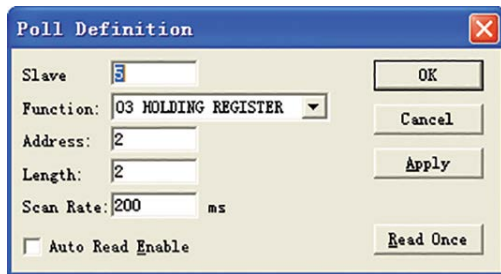 Poll Definition
Slave 5 OK
Function: 03 HOLDING REGISTER
Cancel
Address: 2
Length: 2 Apply
Scan Rate: 200 ms
Auto Read Enable Read Once